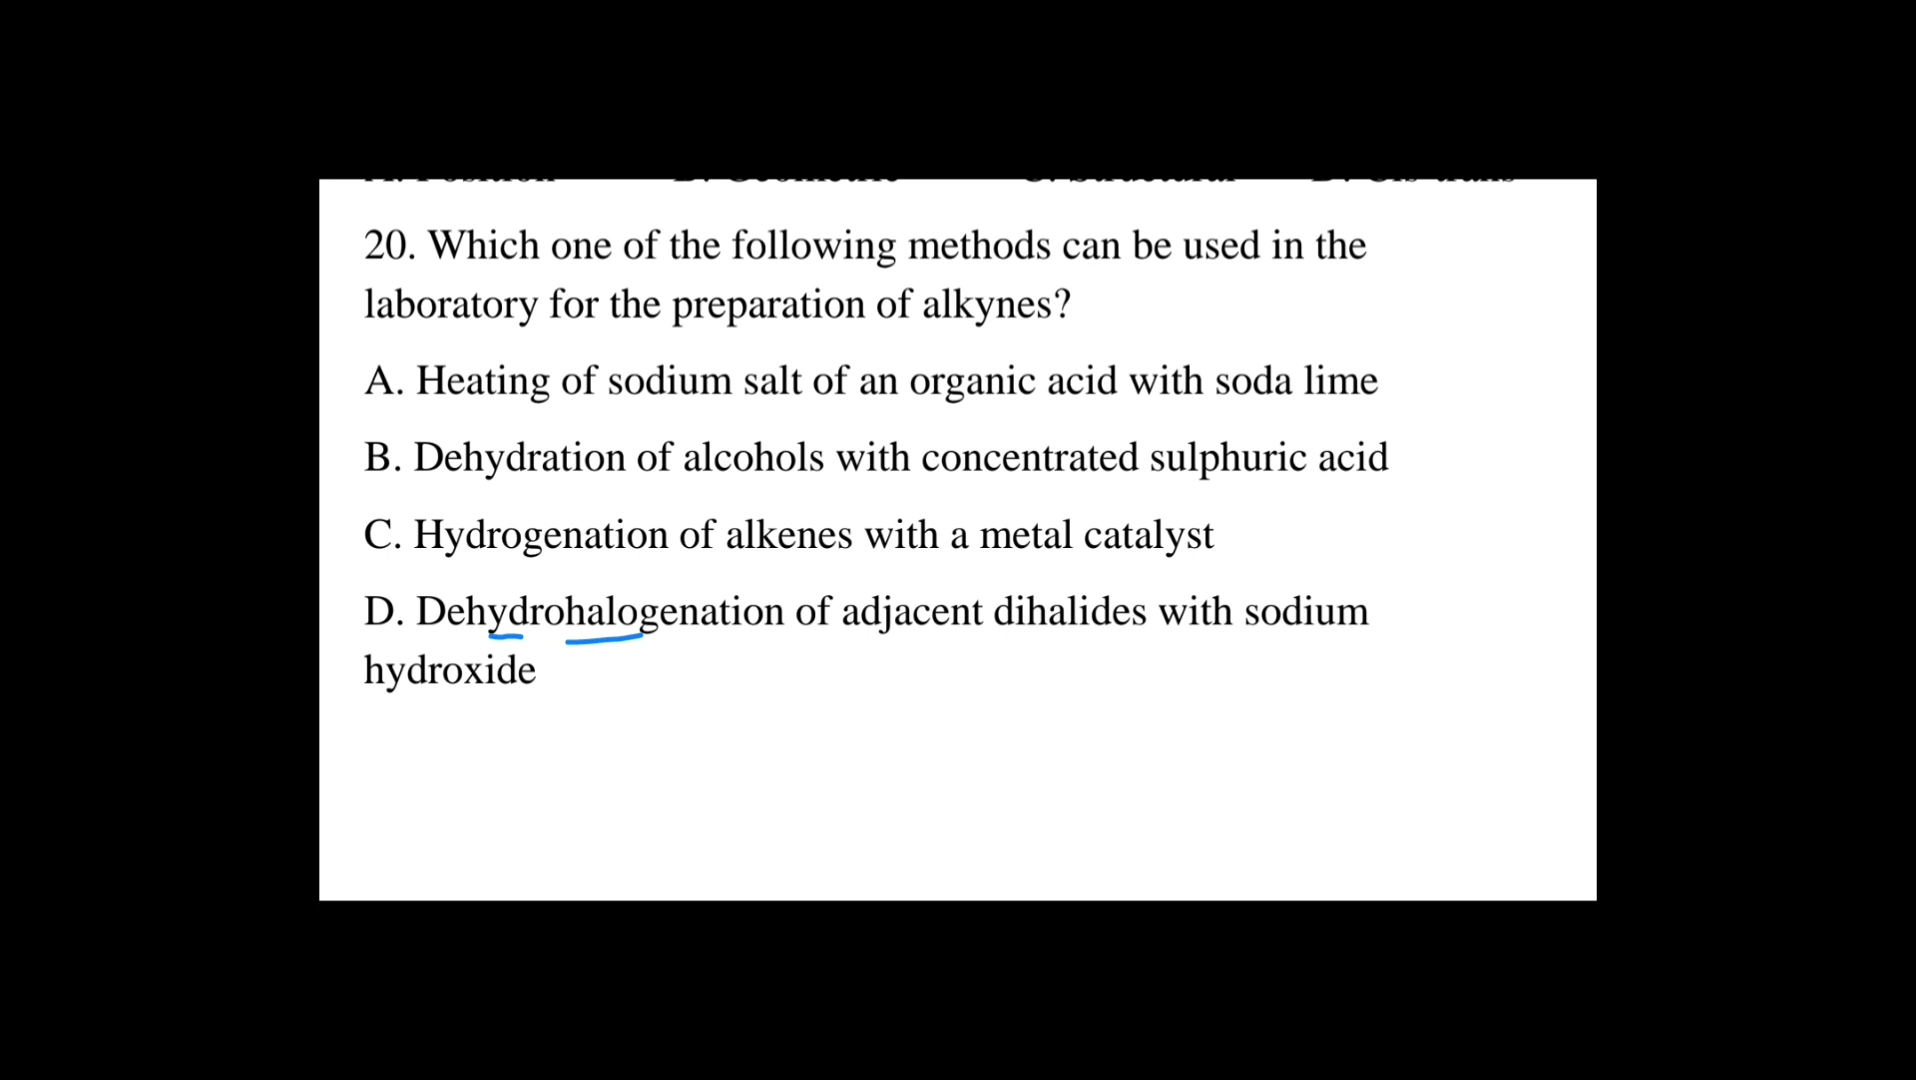 20. Which one of the following methods can be used in the
laboratory for the preparation of alkynes?
A. Heating of sodium salt of an organic acid with soda lime
B. Dehydration of alcohols with concentrated sulphuric acid
C. Hydrogenation of alkenes with a metal catalyst
D. Dehydrohalogenation of adjacent dihalides with sodium
hydroxide